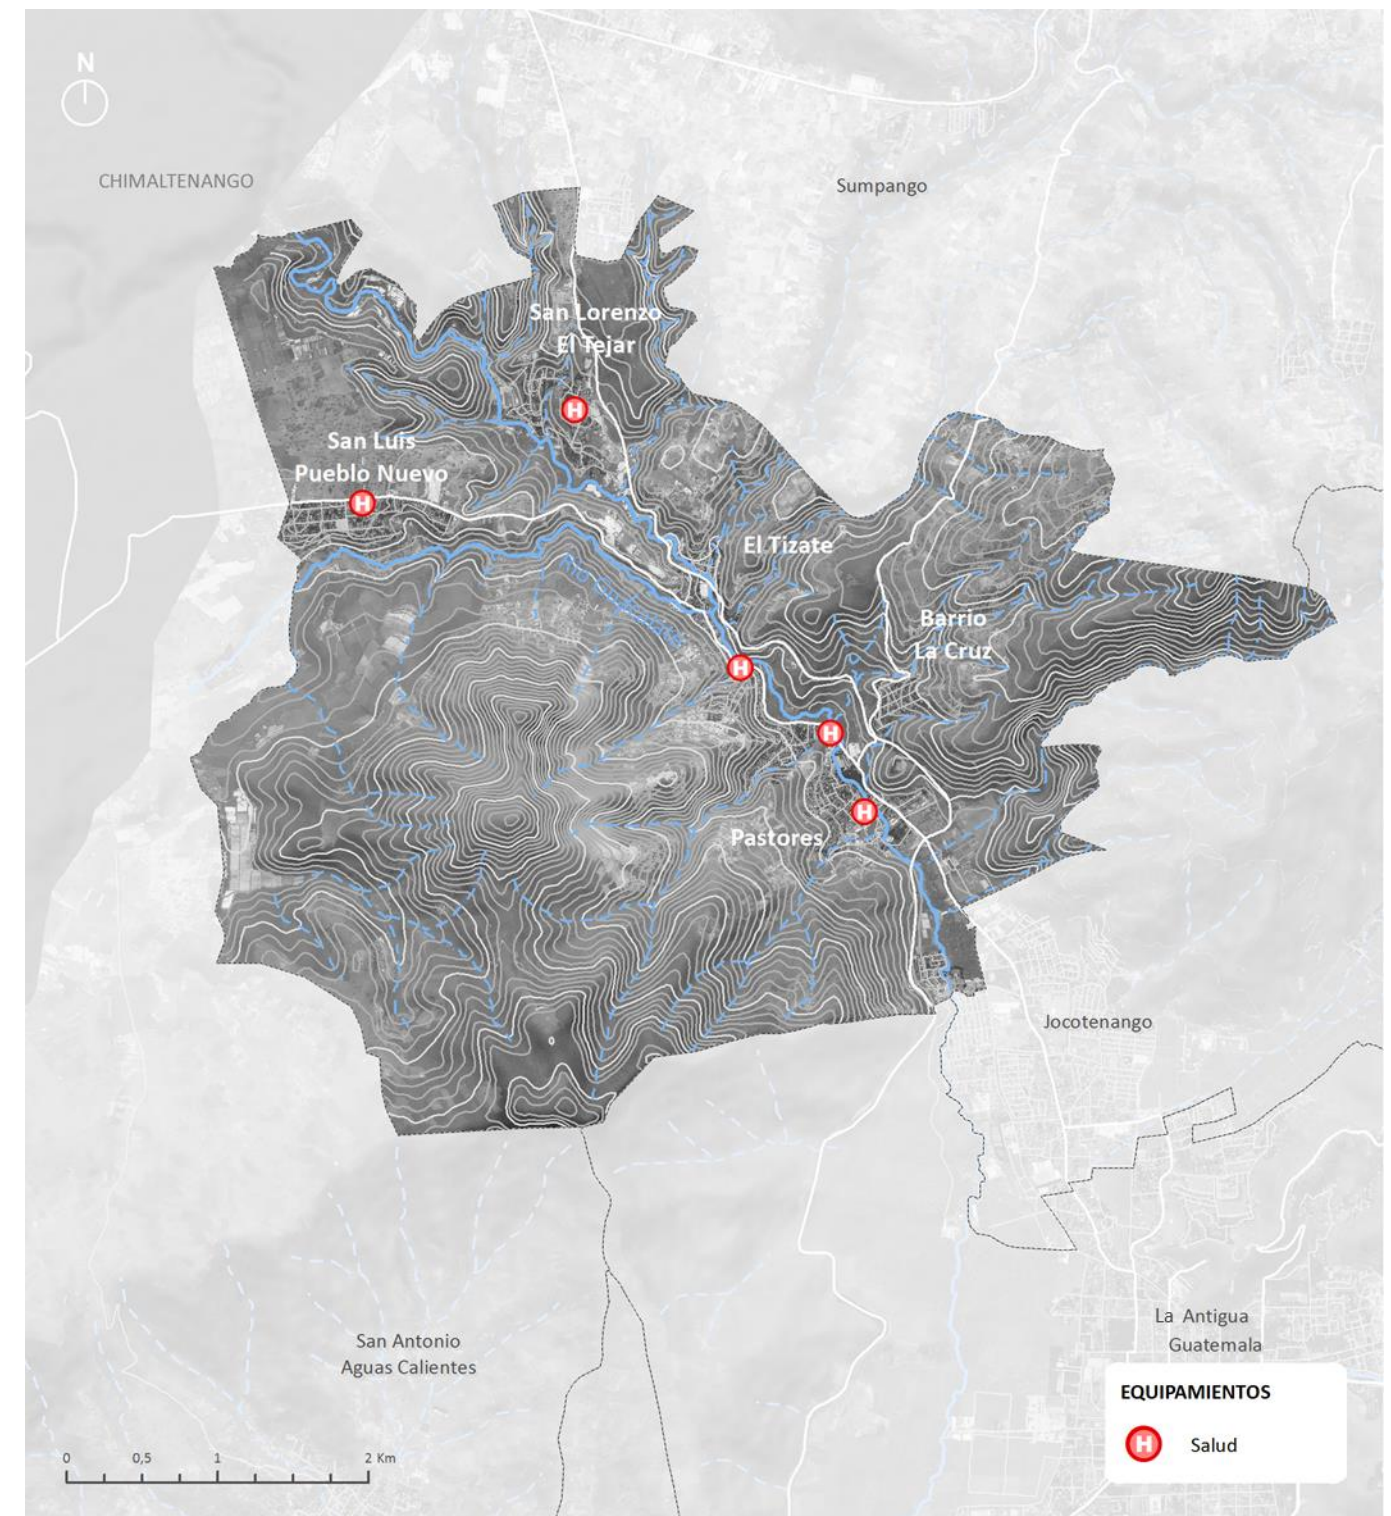 N
CHIMALTENANGO
Sumpango
San Lorenzo
El Tejar
San Luis
Pueblo Nuevo
El Tizate
Barrio
La Cruz
Pastores
Jocotenango
La Antigua
Guatemala
San Antonio
Aguas Calientes
EQUIPAMIENTOS
H Salud
0 0,5 1 2 Km
H
H
H
H
H